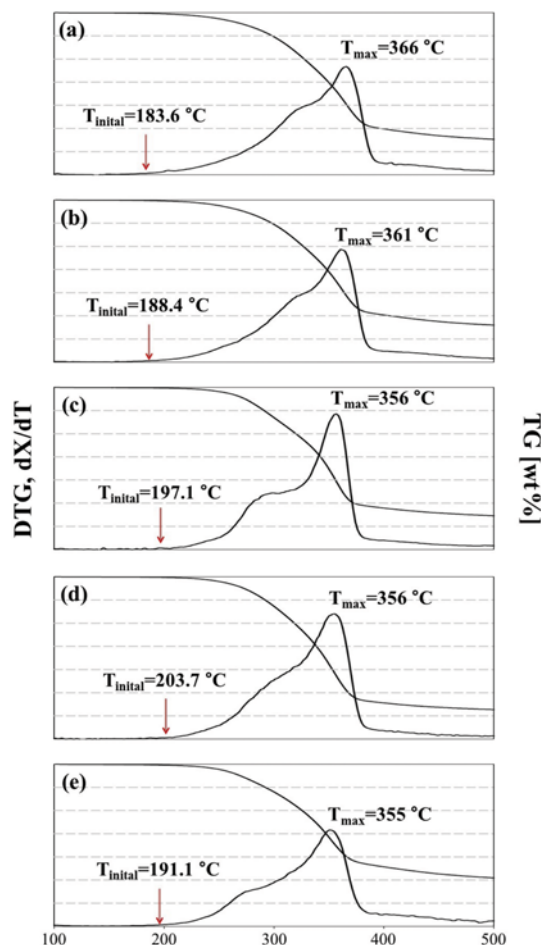 (a)
Tmax=366 °C
Tinital=183.6 °C
(b)
Tmax=361 °C
Tinital=188.4 °C
(c)
Tmax=356 °C
Tinital=197.1 °C
(d)
Tmax=356 °C
Tinital=203.7 °C
(e)
Tmax=355 °C
Tinital=191.1 °C
DTG, dX/dT
TG [wt%]
100 200 300 400 500